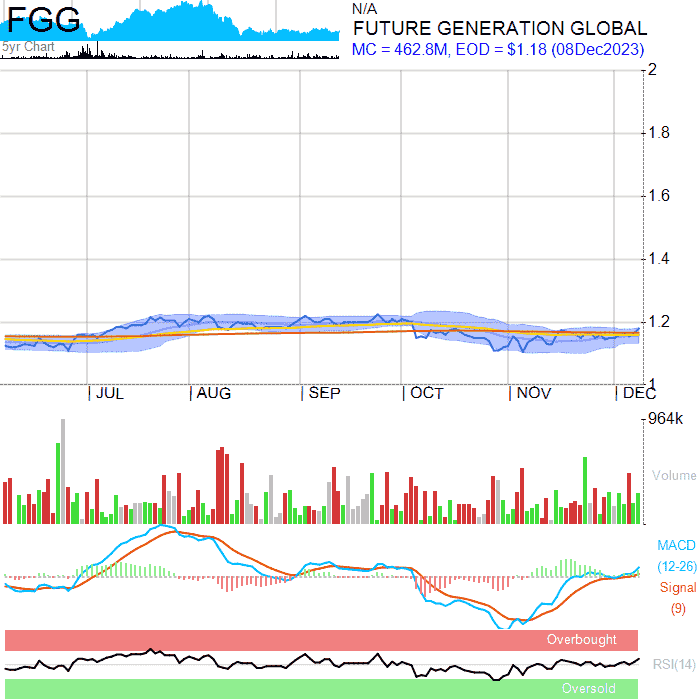 FGG
5yr Chart
N/A
FUTURE GENERATION GLOBAL
MC = 462.8M, EOD = $1.18 (08Dec2023)
2
1.8
1.6
1.4
1.2
1
JUL AUG SEP OCT NOV DEC
964k
Volume
MACD
(12-26)
Signal
(9)
Overbought
RSI(14)
Oversold